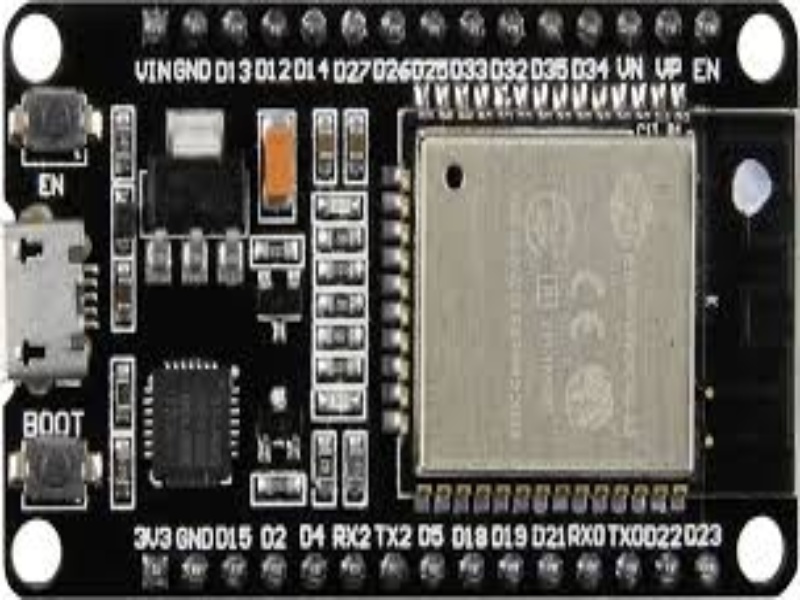 VIN GND D13 D12 D14 D27 D26 D25 D33 D32 D35 D34 VN VP EN
EN
CE
BOOT
3V3 GND D15 D2 D4 RX2 TX2 D5 D18 D19 D21 RX0 TX0 D22 D23